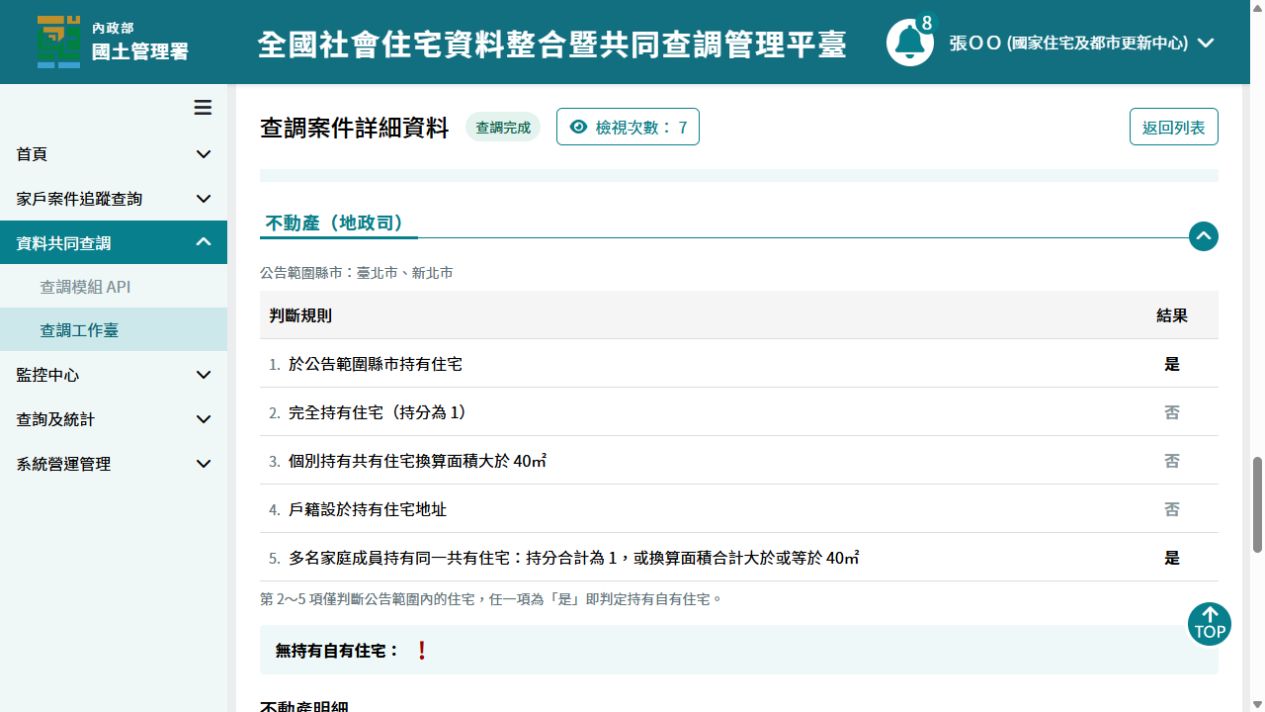 內政部
國土管理署
全國社會住宅資料整合暨共同查調管理平臺
8
張ＯＯ (國家住宅及都市更新中心)
首頁
家戶案件追蹤查詢
資料共同查調
查調模組 API
查調工作臺
監控中心
查詢及統計
系統營運管理
查調案件詳細資料
查調完成
檢視次數： 7
返回列表
不動產（地政司）
公告範圍縣市：臺北市、新北市
判斷規則 結果
1. 於公告範圍縣市持有住宅 是
2. 完全持有住宅（持分為 1） 否
3. 個別持有共有住宅換算面積大於 40㎡ 否
4. 戶籍設於持有住宅地址 否
5. 多名家庭成員持有同一共有住宅：持分合計為 1，或換算面積合計大於或等於 40㎡ 是
第 2～5 項僅判斷公告範圍內的住宅，任一項為「是」即判定持有自有住宅。
無持有自有住宅： ！
TOP
不動產明細